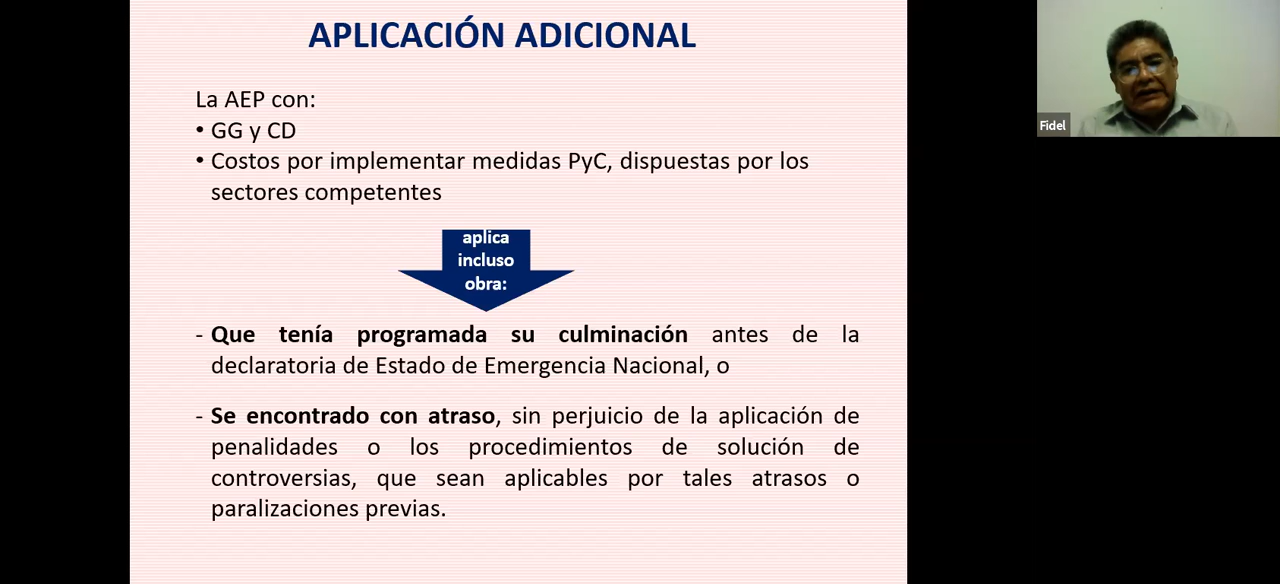 APLICACIÓN ADICIONAL
La AEP con:
• GG y CD
• Costos por implementar medidas PyC, dispuestas por los
sectores competentes
aplica
incluso
obra:
- Que tenía programada su culminación antes de la
declaratoria de Estado de Emergencia Nacional, o
- Se encontrado con atraso, sin perjuicio de la aplicación de
penalidades o los procedimientos de solución de
controversias, que sean aplicables por tales atrasos o
paralizaciones previas.
Fidel